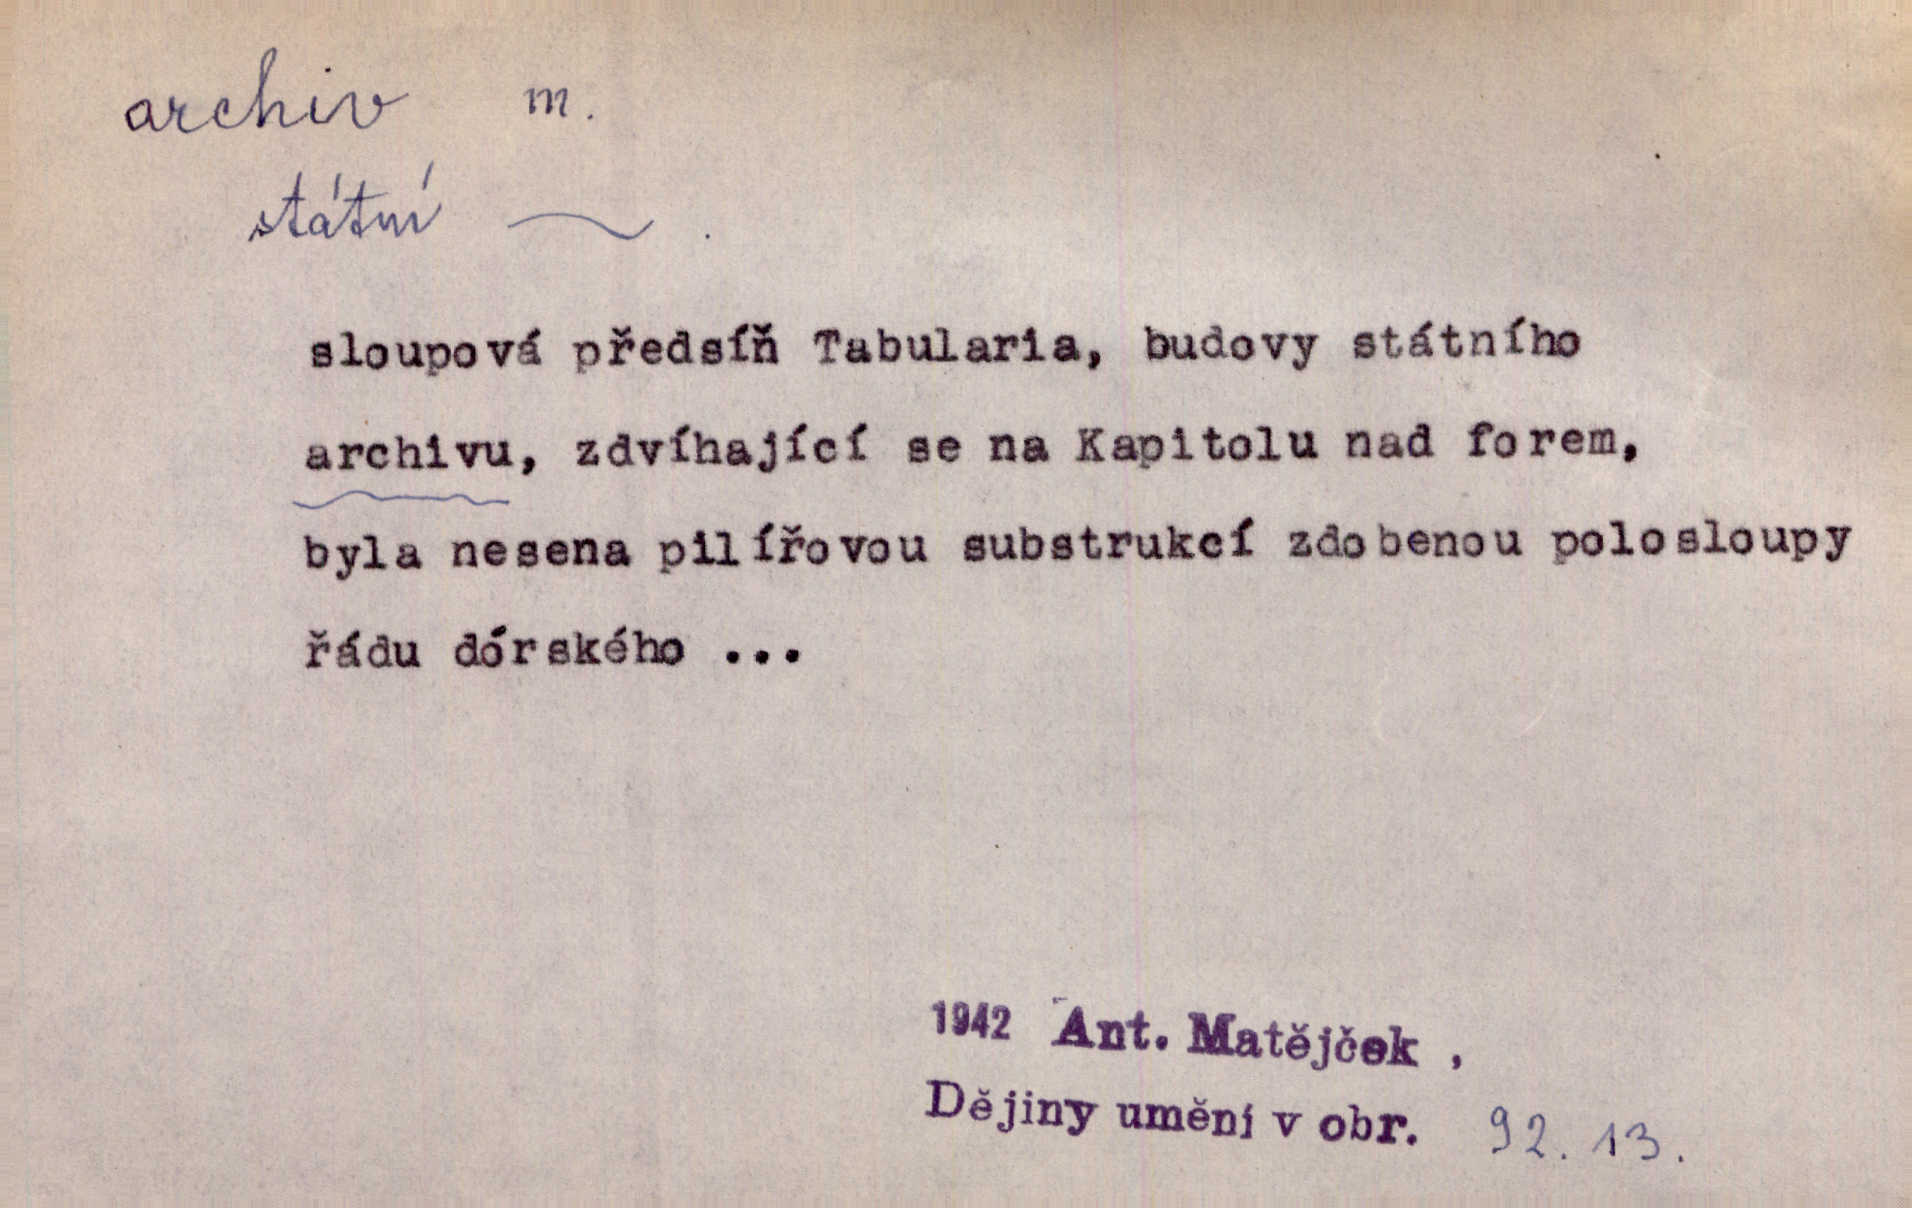 archiv m.
státní ~ .
sloupová předsíň Tabularia, budovy státního
archivu, zdvíhající se na Kapitolu nad forem,
byla nesena pilířovou substrukcí zdobenou polosloupy
řádu dórského ...
1942 Ant. Matějček ,
Dějiny umění v obr. 92. 13.